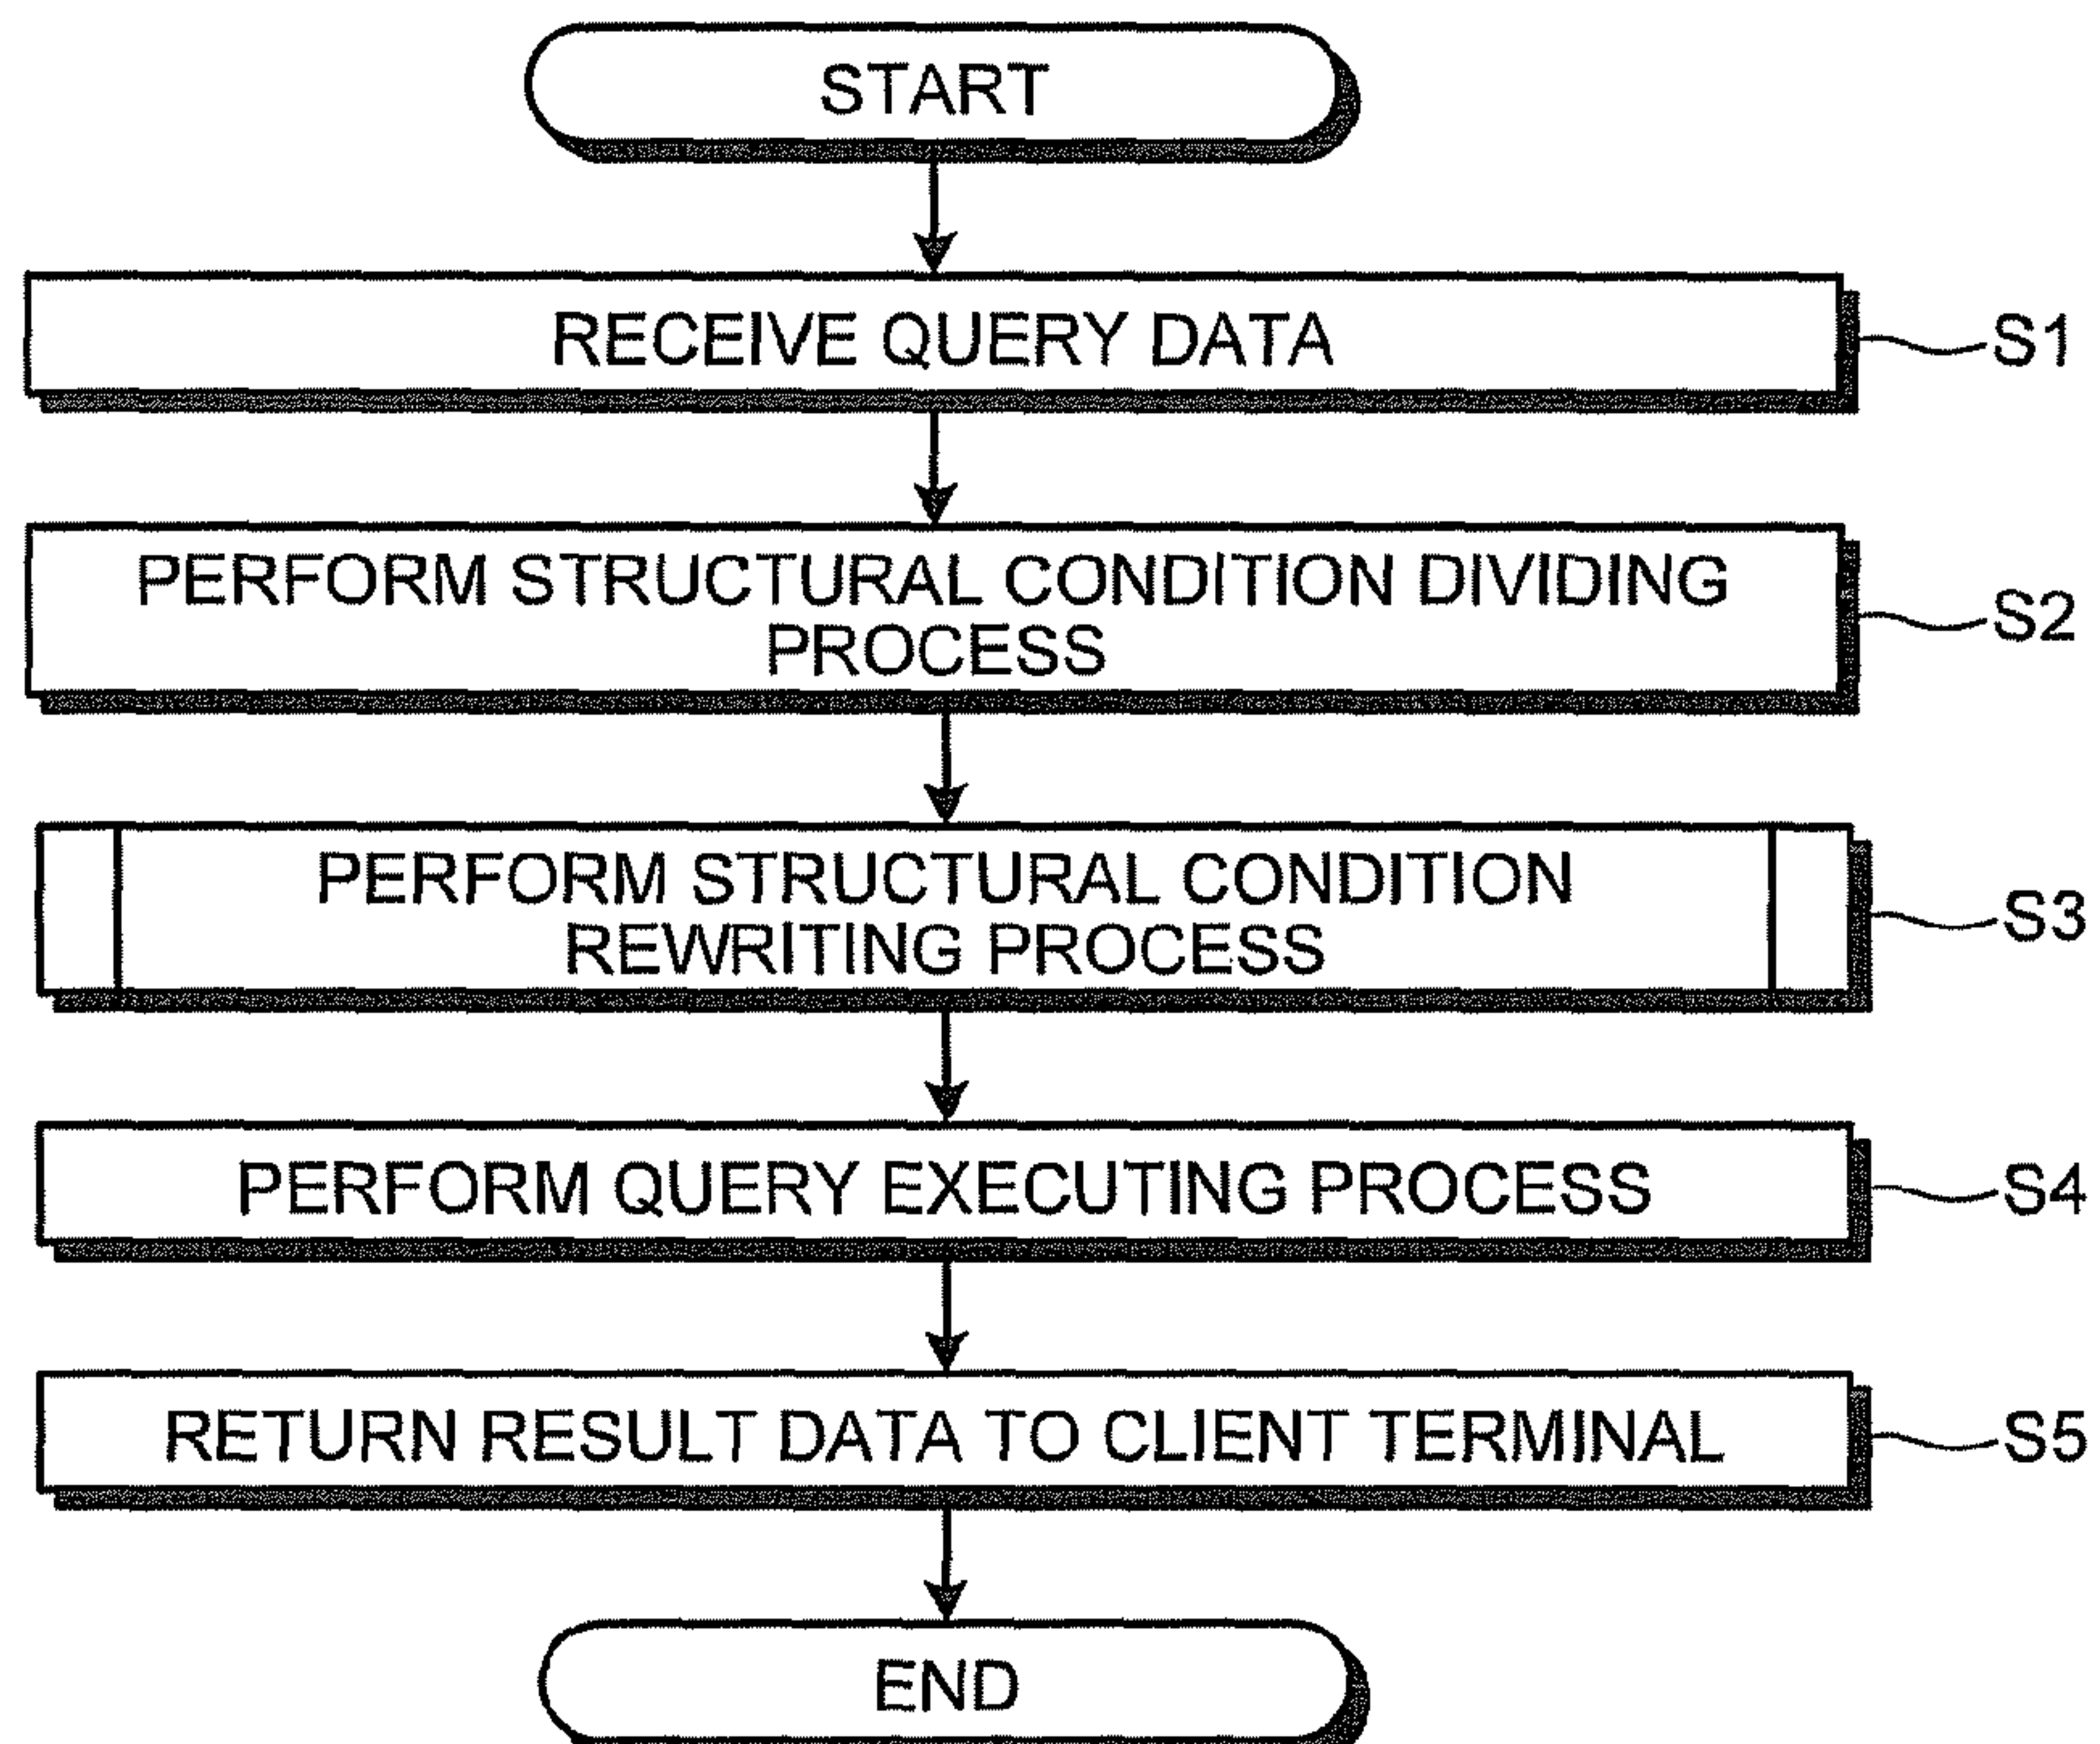 START
RECEIVE QUERY DATA
S1
PERFORM STRUCTURAL CONDITION DIVIDING
PROCESS
S2
PERFORM STRUCTURAL CONDITION
REWRITING PROCESS
S3
PERFORM QUERY EXECUTING PROCESS
S4
RETURN RESULT DATA TO CLIENT TERMINAL
S5
END